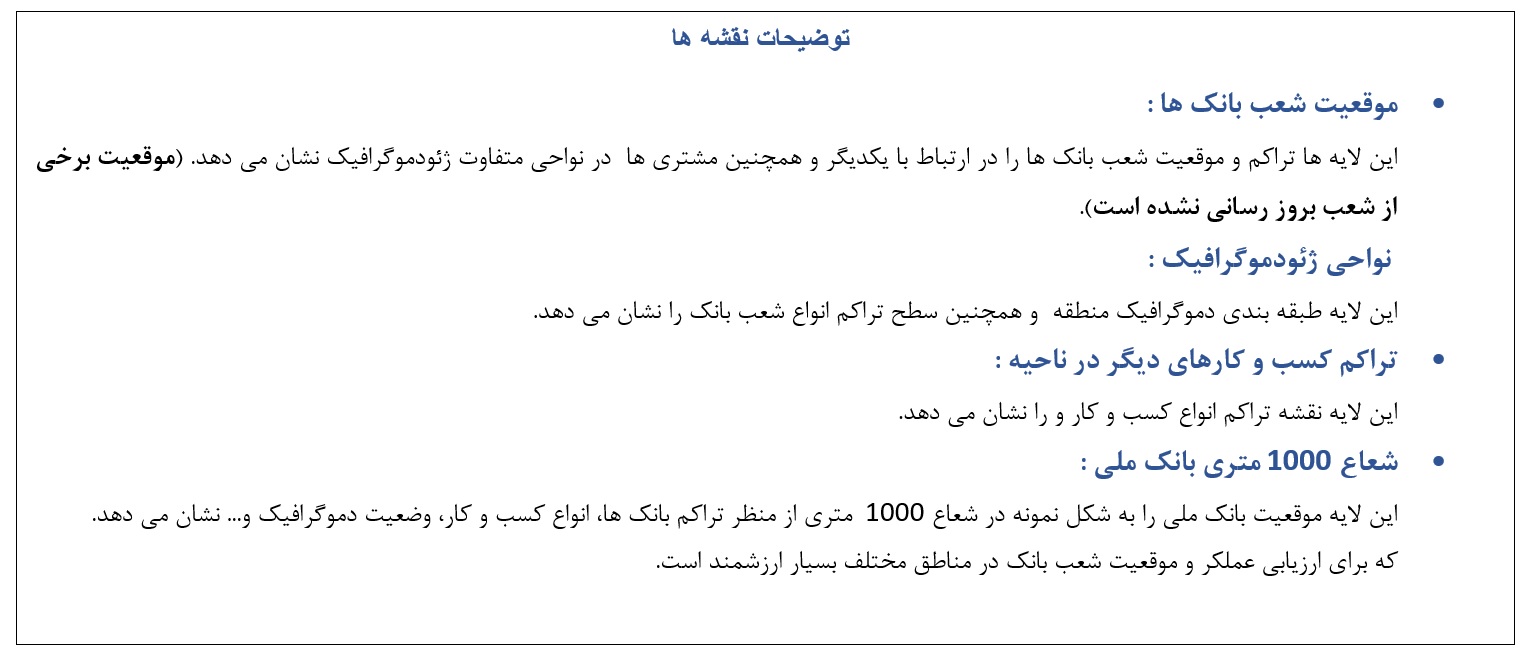 توضیحات نقشه ها
• موقعیت شعب بانک ها :
این لایه ها تراکم و موقعیت شعب بانک ها را در ارتباط با یکدیگر و همچنین مشتری ها در نواحی متفاوت ژئودموگرافیک نشان می دهد. (موقعیت برخی
از شعب بروز رسانی نشده است).
نواحی ژئودموگرافیک :
این لایه طبقه بندی دموگرافیک منطقه و همچنین سطح تراکم انواع شعب بانک را نشان می دهد.
• تراکم کسب و کارهای دیگر در ناحیه :
این لایه نقشه تراکم انواع کسب و کار و را نشان می دهد.
• شعاع 1000 متری بانک ملی :
این لایه موقعیت بانک ملی را به شکل نمونه در شعاع 1000 متری از منظر تراکم بانک ها، انواع کسب و کار، وضعیت دموگرافیک و... نشان می دهد.
که برای ارزیابی عملکر و موقعیت شعب بانک در مناطق مختلف بسیار ارزشمند است.